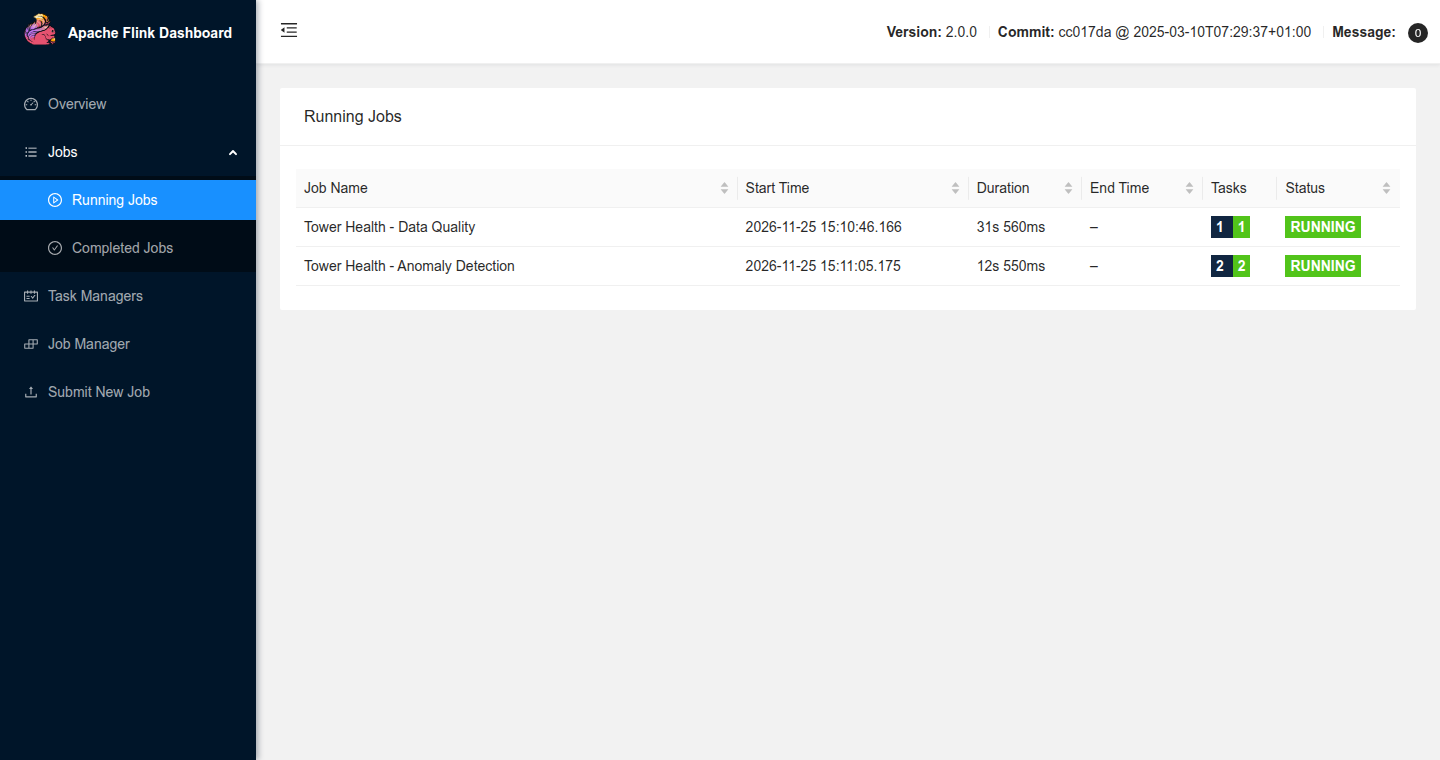 Apache Flink Dashboard
Version: 2.0.0 Commit: cc017da @ 2025-03-10T07:29:37+01:00 Message: 0
Overview
Jobs
Running Jobs
Completed Jobs
Task Managers
Job Manager
Submit New Job
Running Jobs
Job Name Start Time Duration End Time Tasks Status
Tower Health - Data Quality 2026-11-25 15:10:46.166 31s 560ms – 1 1 RUNNING
Tower Health - Anomaly Detection 2026-11-25 15:11:05.175 12s 550ms – 2 2 RUNNING